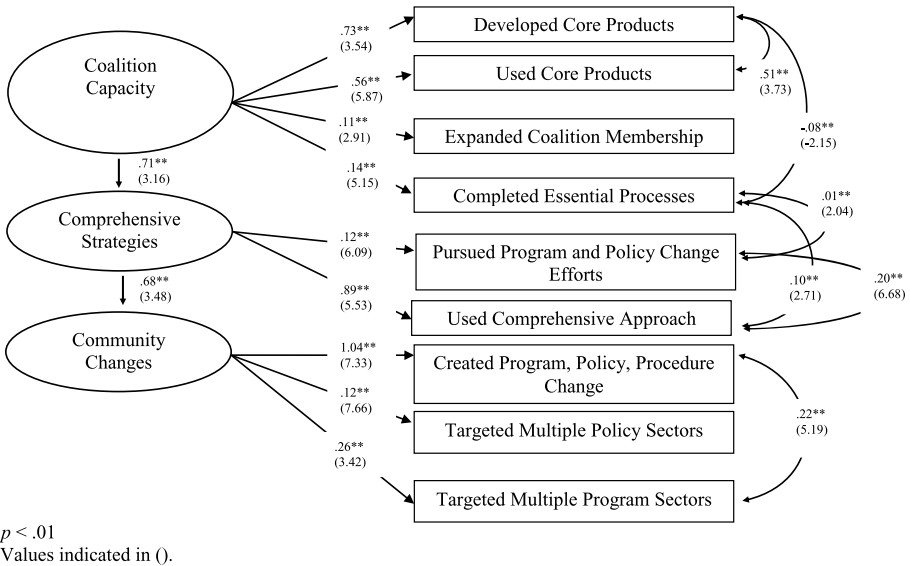 Coalition
Capacity
.71**
(3.16)
Comprehensive
Strategies
.68**
(3.48)
Community
Changes
.73**
(3.54)
.56**
(5.87)
.11**
(2.91)
.14**
(5.15)
.12**
(6.09)
.89**
(5.53)
1.04**
(7.33)
.12**
(7.66)
.26**
(3.42)
Developed Core Products
Used Core Products
Expanded Coalition Membership
Completed Essential Processes
Pursued Program and Policy Change
Efforts
Used Comprehensive Approach
Created Program, Policy, Procedure
Change
Targeted Multiple Policy Sectors
Targeted Multiple Program Sectors
.51**
(3.73)
-.08**
(-2.15)
.01**
(2.04)
.10**
(2.71)
.20**
(6.68)
.22**
(5.19)
p < .01
Values indicated in ().